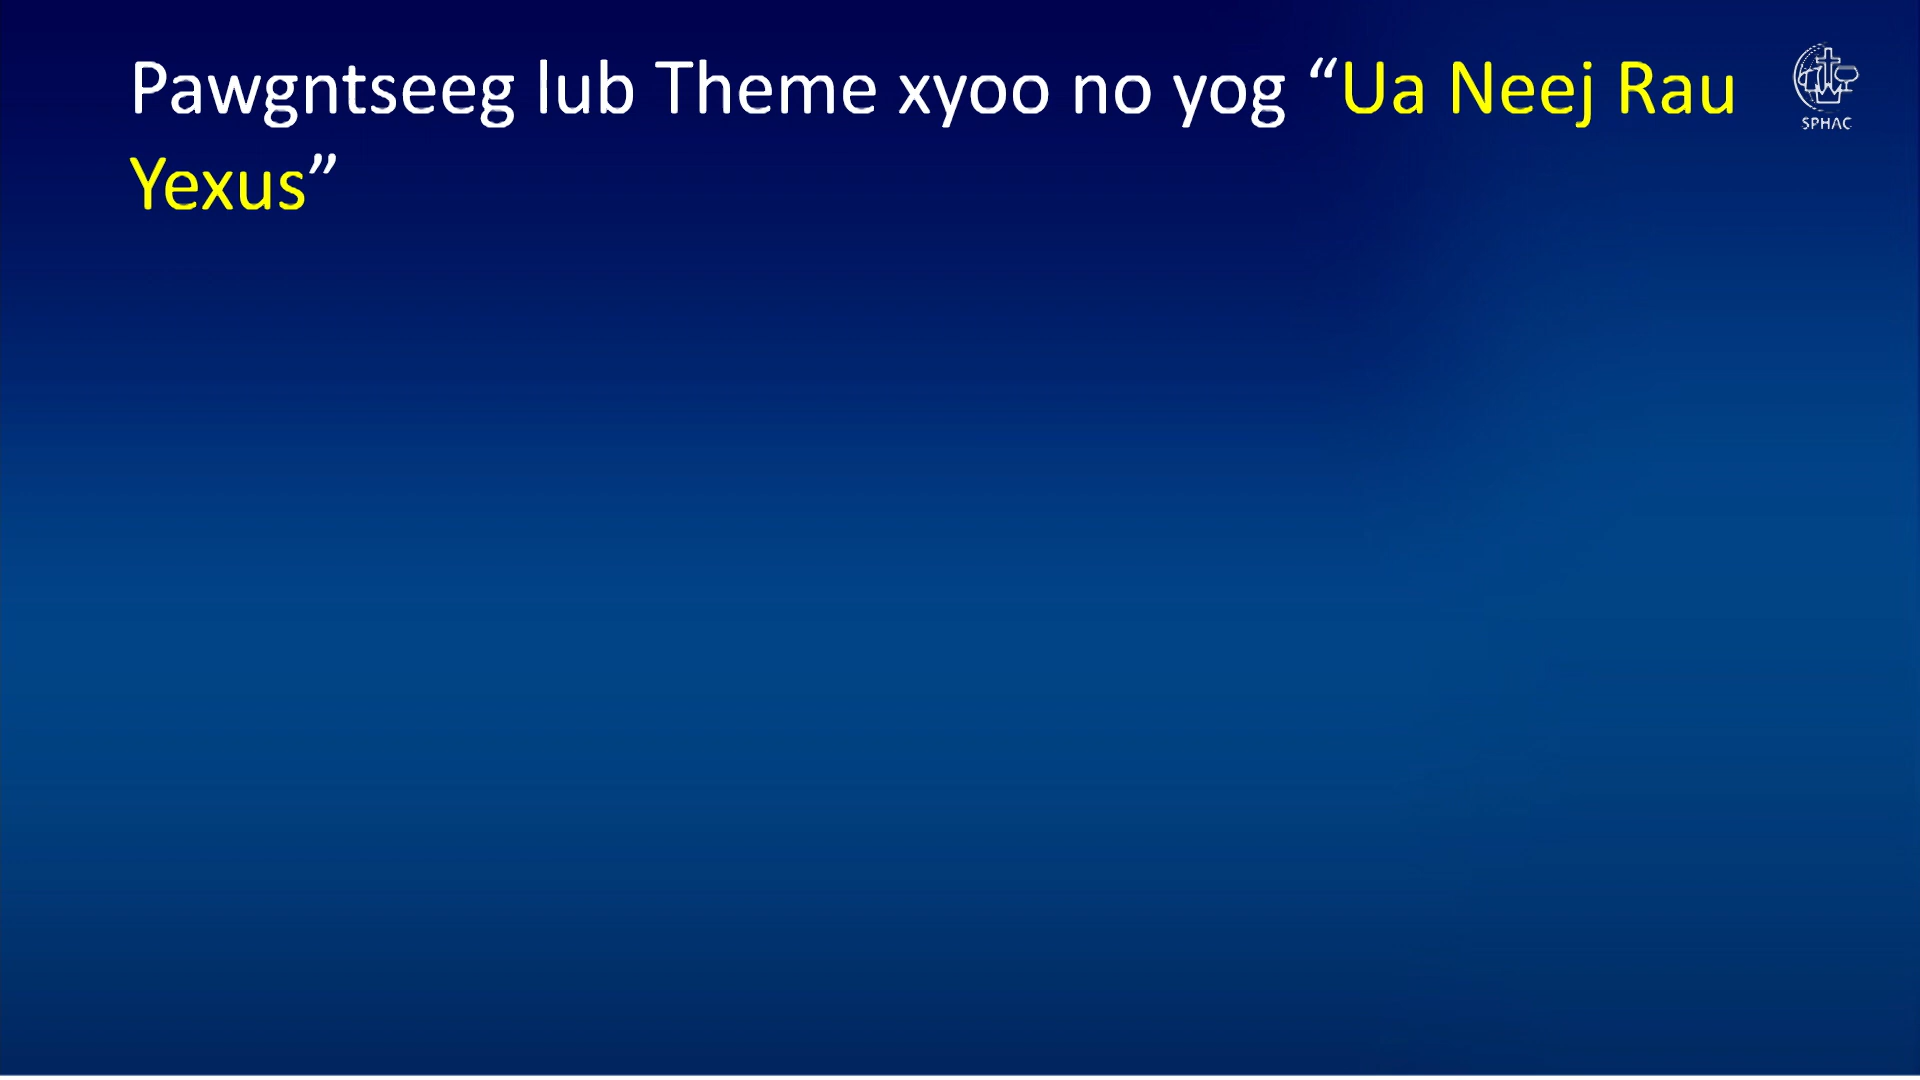 Pawgntseeg lub Theme xyoo no yog “Ua Neej Rau
Yexus”
SPHAC